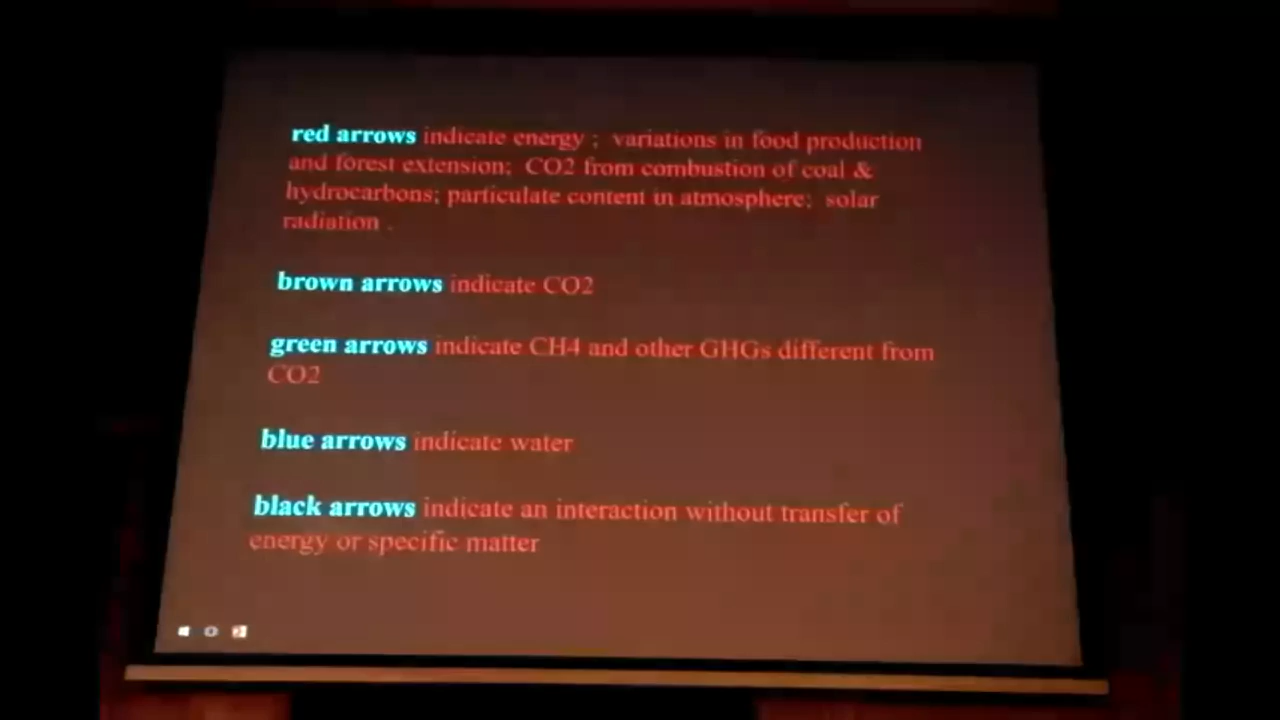 red arrows indicate energy ; variations in food production
and forest extension; CO2 from combustion of coal &
hydrocarbons; particulate content in atmosphere; solar
radiation .
brown arrows indicate CO2
green arrows indicate CH4 and other GHGs different from
CO2
blue arrows indicate water
black arrows indicate an interaction without transfer of
energy or specific matter